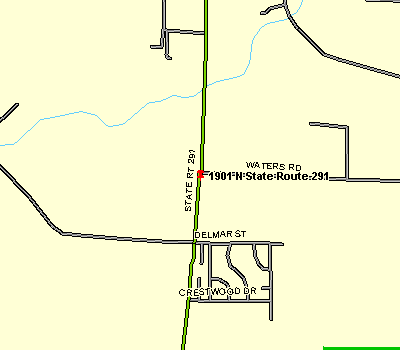 WATERS RD
1901 N State Route 291
STATE RT 291
DELMAR ST
CRESTWOOD DR